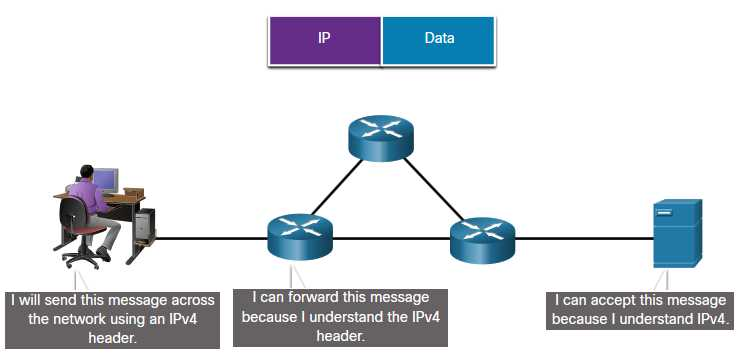 IP
Data
I will send this message across
the network using an IPv4
header.
I can forward this message
because I understand the IPv4
header.
I can accept this message
because I understand IPv4.